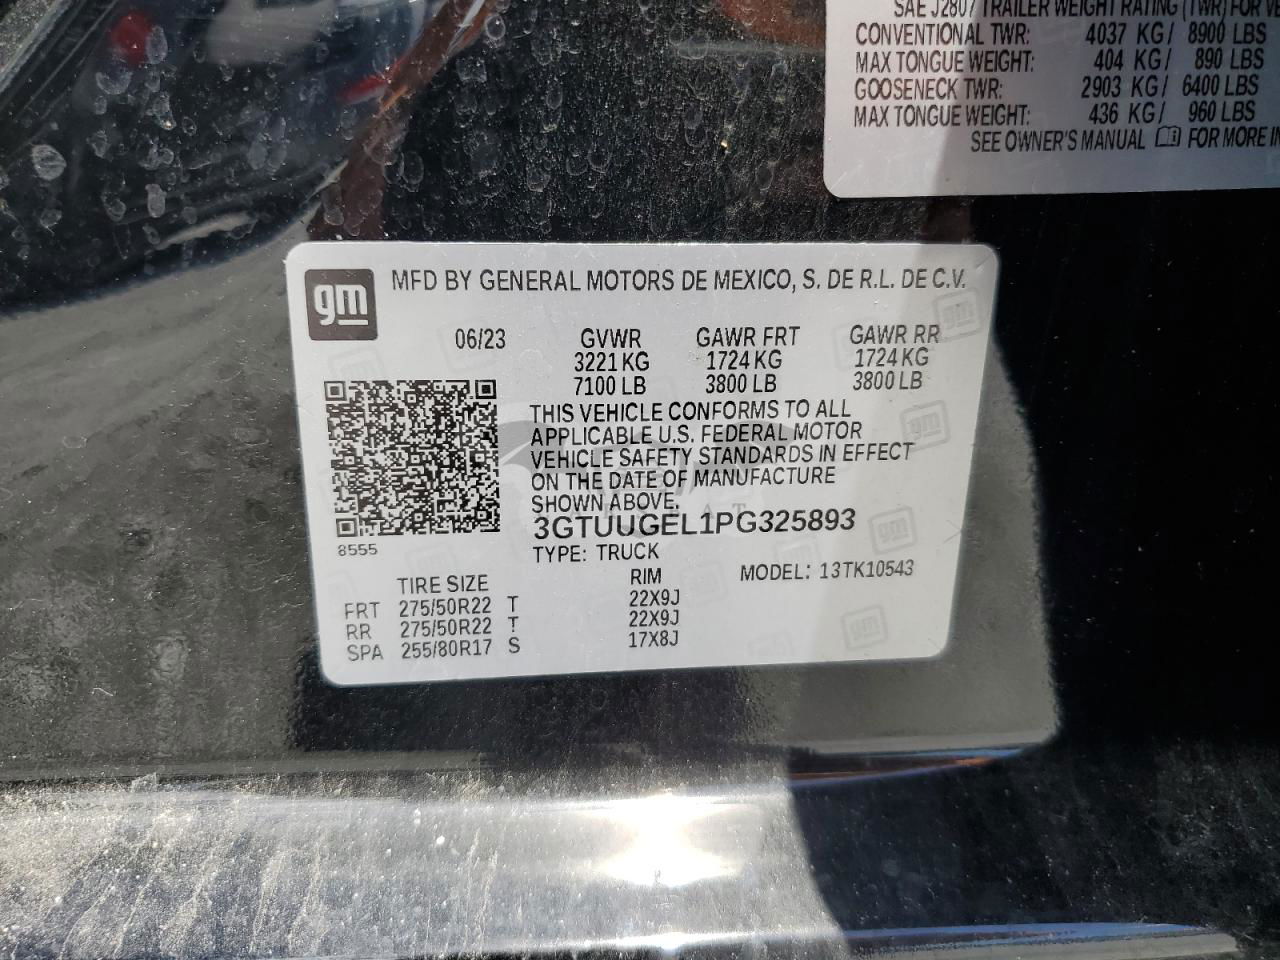 SAE J2807 TRAILER WEIGHT RATING (TWR) FOR
CONVENTIONAL TWR: 4037 KG/ 8900 LBS
MAX TONGUE WEIGHT: 404 KG/ 890 LBS
GOOSENECK TWR: 2903 KG/ 6400 LBS
MAX TONGUE WEIGHT: 436 KG/ 960 LBS
SEE OWNER'S MANUAL FOR MORE
gm MFD BY GENERAL MOTORS DE MEXICO, S. DE R.L. DE C.V.
06/23 GVWR GAWR FRT GAWR RR
3221 KG 1724 KG 1724 KG
7100 LB 3800 LB 3800 LB
THIS VEHICLE CONFORMS TO ALL
APPLICABLE U.S. FEDERAL MOTOR
VEHICLE SAFETY STANDARDS IN EFFECT
ON THE DATE OF MANUFACTURE
SHOWN ABOVE.
3GTUUGEL1PG325893
8555
TYPE: TRUCK
MODEL: 13TK10543
TIRE SIZE RIM
FRT 275/50R22 T 22X9J
RR 275/50R22 T 22X9J
SPA 255/80R17 S 17X8J